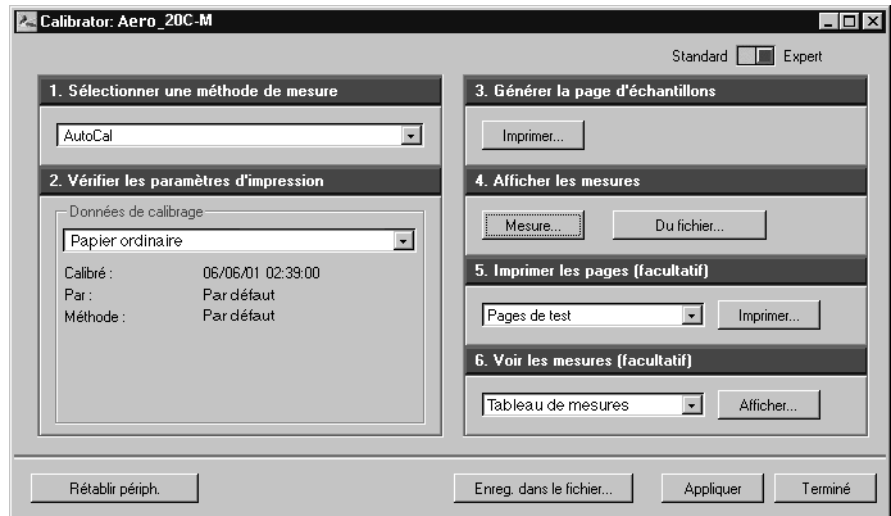 Calibrator: Aero_20C-M
Standard Expert
1. Sélectionner une méthode de mesure
AutoCal
2. Vérifier les paramètres d'impression
Données de calibrage
Papier ordinaire
Calibré : 06/06/01 02:39:00
Par : Par défaut
Méthode : Par défaut
3. Générer la page d'échantillons
Imprimer...
4. Afficher les mesures
Mesure... Du fichier...
5. Imprimer les pages (facultatif)
Pages de test Imprimer...
6. Voir les mesures (facultatif)
Tableau de mesures Afficher...
Rétablir périph. Enreg. dans le fichier... Appliquer Terminé